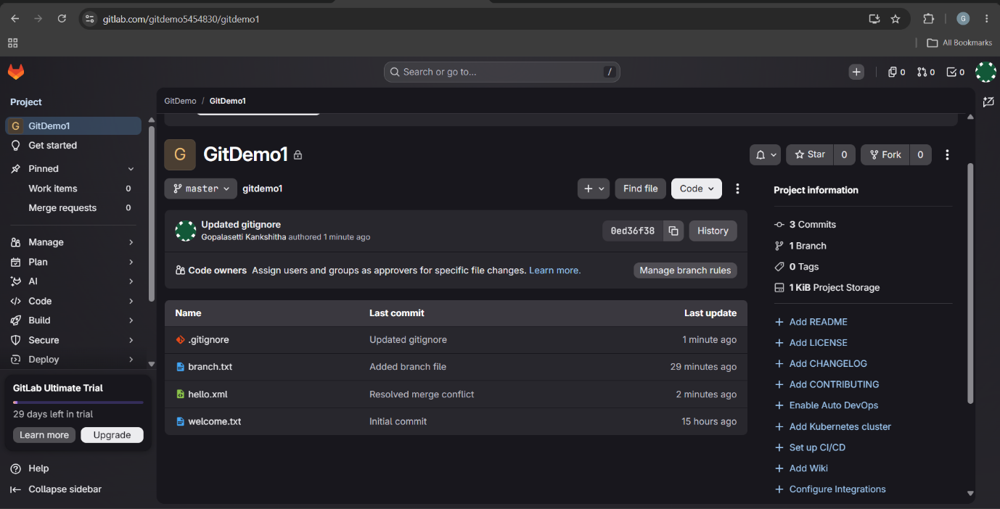 gitlab.com/gitdemo5454830/gitdemo1
G
All Bookmarks
Search or go to...
/
0
0
0
Project
G GitDemo1
Get started
Pinned
Work items 0
Merge requests 0
Manage
Plan
AI
Code
Build
Secure
Deploy
GitLab Ultimate Trial
29 days left in trial
Learn more
Upgrade
Help
Collapse sidebar
GitDemo / GitDemo1
G
GitDemo1
Star 0
Fork 0
master
gitdemo1
+
Find file
Code
Updated gitignore
Gopalasetti Kankshitha authored 1 minute ago
0ed36f38
History
Code owners Assign users and groups as approvers for specific file changes. Learn more.
Manage branch rules
Name Last commit Last update
.gitignore Updated gitignore 1 minute ago
branch.txt Added branch file 29 minutes ago
hello.xml Resolved merge conflict 2 minutes ago
welcome.txt Initial commit 15 hours ago
Project information
3 Commits
1 Branch
0 Tags
1 KiB Project Storage
+ Add README
+ Add LICENSE
+ Add CHANGELOG
+ Add CONTRIBUTING
+ Enable Auto DevOps
+ Add Kubernetes cluster
+ Set up CI/CD
+ Add Wiki
+ Configure Integrations